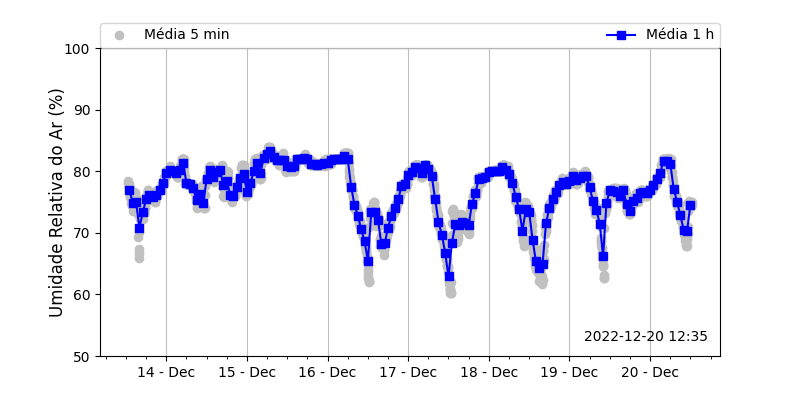 Média 5 min
Média 1 h
Umidade Relativa do Ar (%)
100
90
80
70
60
50
2022-12-20 12:35
14 - Dec
15 - Dec
16 - Dec
17 - Dec
18 - Dec
19 - Dec
20 - Dec